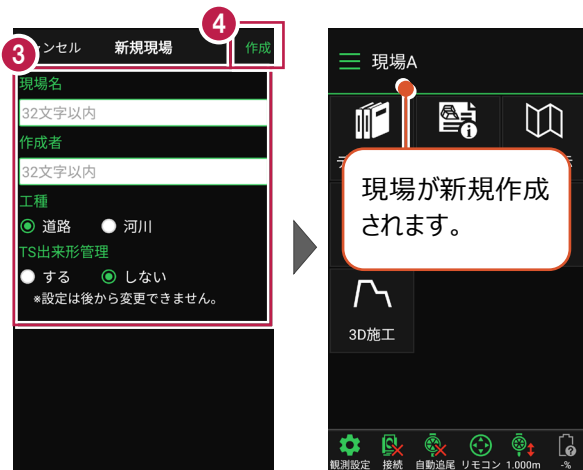 3
4
ンセル
新規現場
作成
現場名
32文字以内
作成者
32文字以内
工種
道路
河川
TS出来形管理
する
しない
※設定は後から変更できません。
現場A
現場が新規作成
されます。
3D施工
観測設定
接続
自動追尾
リモコン
1.000m
-%